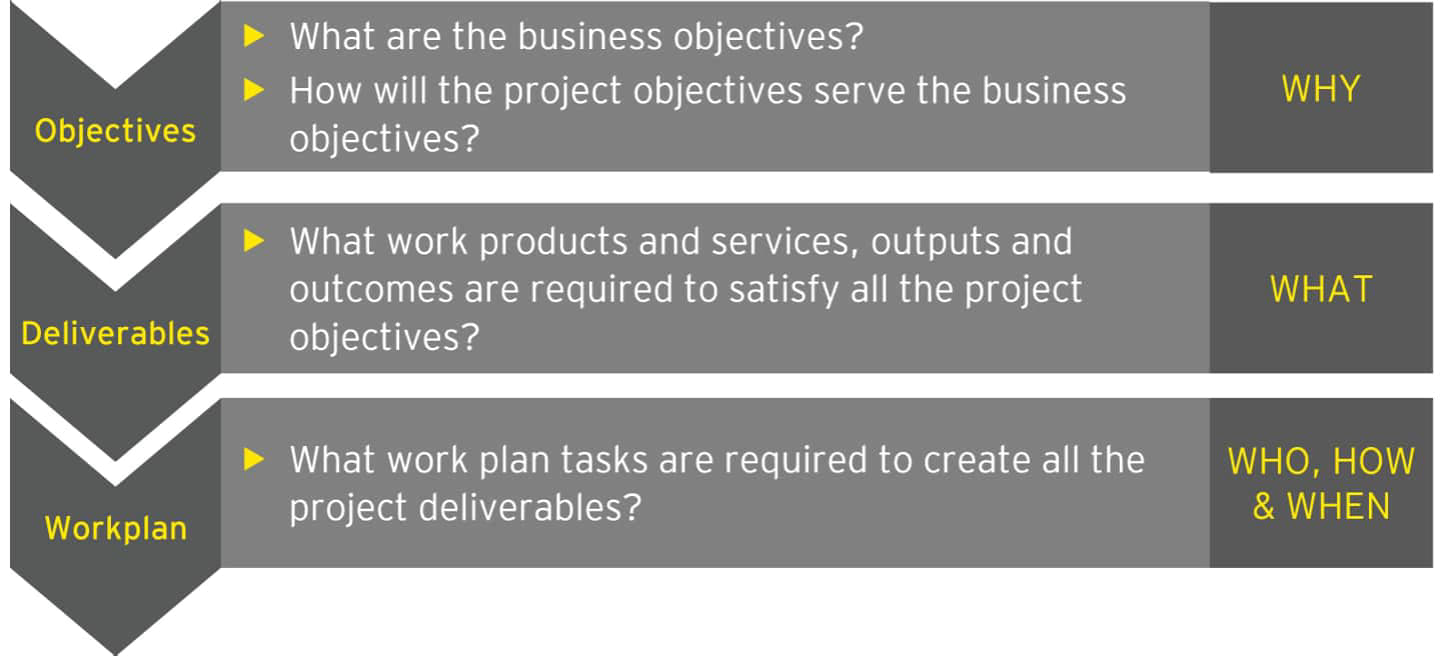 Objectives
What are the business objectives?
How will the project objectives serve the business
objectives?
WHY
Deliverables
What work products and services, outputs and
outcomes are required to satisfy all the project
objectives?
WHAT
Workplan
What work plan tasks are required to create all the
project deliverables?
WHO, HOW
& WHEN